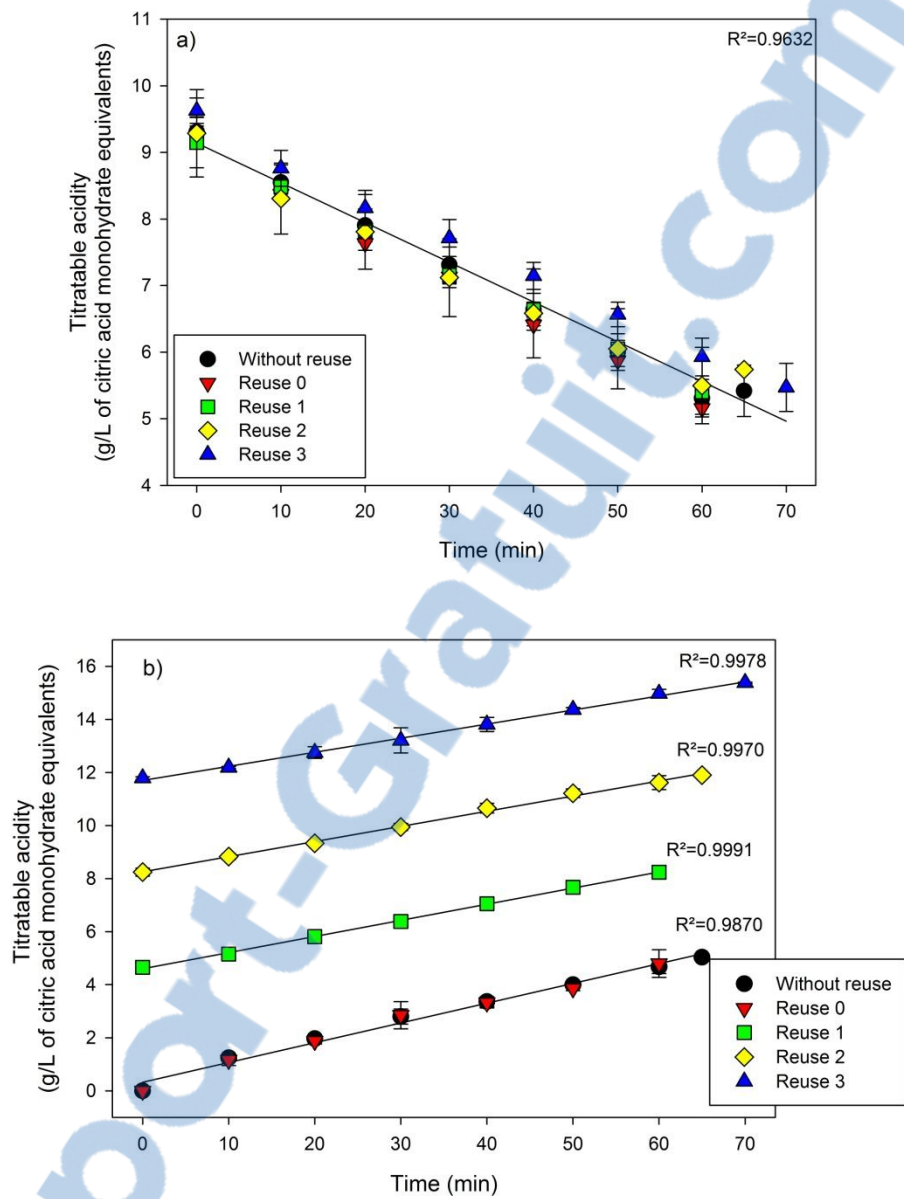 a)
R²=0.9632
11
10
9
8
7
6
5
4
Titratable acidity
(g/L of citric acid monohydrate equivalents)
Without reuse
Reuse 0
Reuse 1
Reuse 2
Reuse 3
0 10 20 30 40 50 60 70
Time (min)
b)
R²=0.9978
R²=0.9970
R²=0.9991
R²=0.9870
16
14
12
10
8
6
4
2
0
Titratable acidity
(g/L of citric acid monohydrate equivalents)
Without reuse
Reuse 0
Reuse 1
Reuse 2
Reuse 3
0 10 20 30 40 50 60 70
Time (min)
port-Gratuit.com